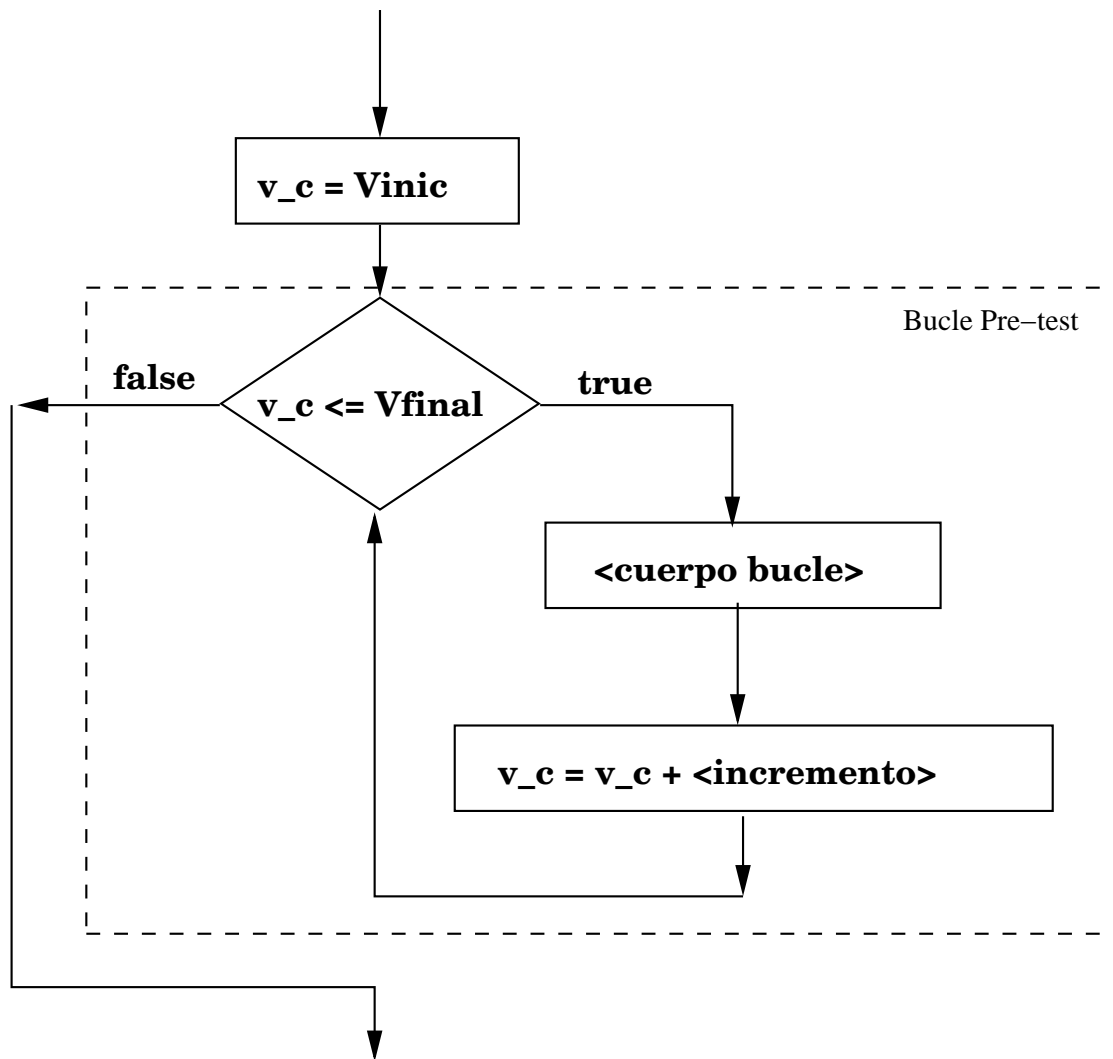 v_c = Vinic
Bucle Pre−test
false
v_c <= Vfinal
true
<cuerpo bucle>
v_c = v_c + <incremento>